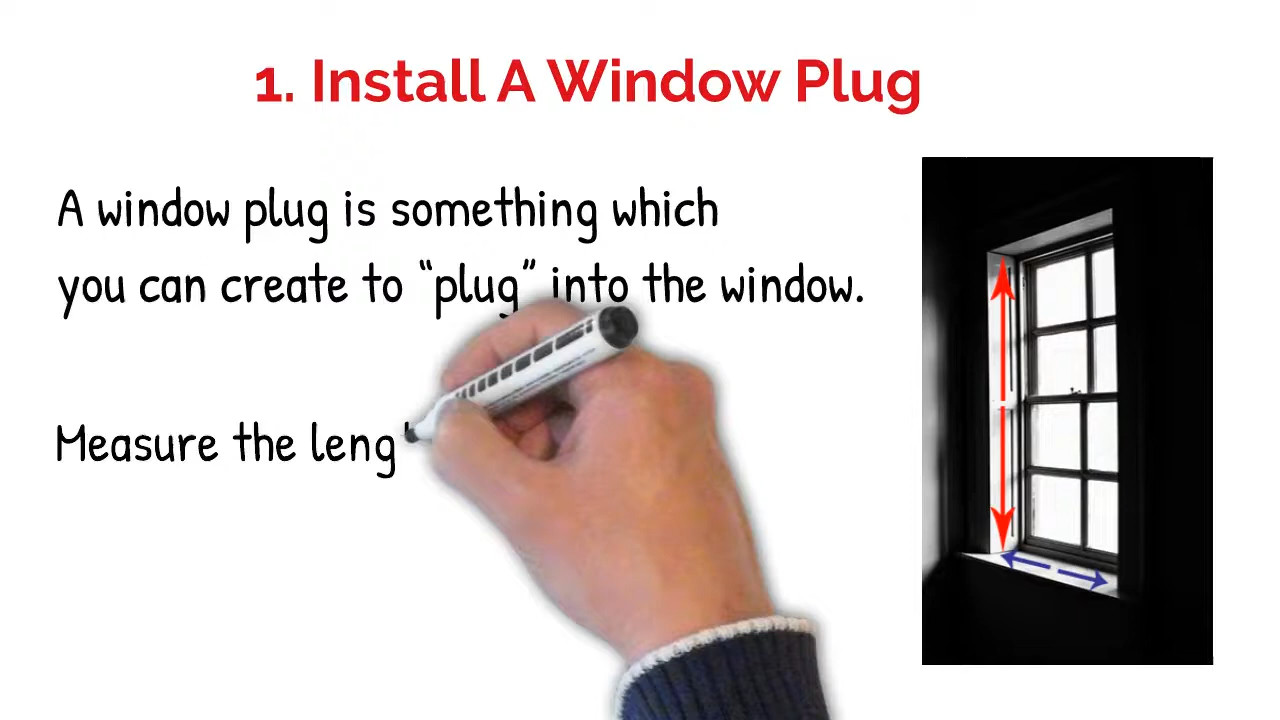 1. Install A Window Plug
A window plug is something which
you can create to “plug” into the window.
Measure the leng